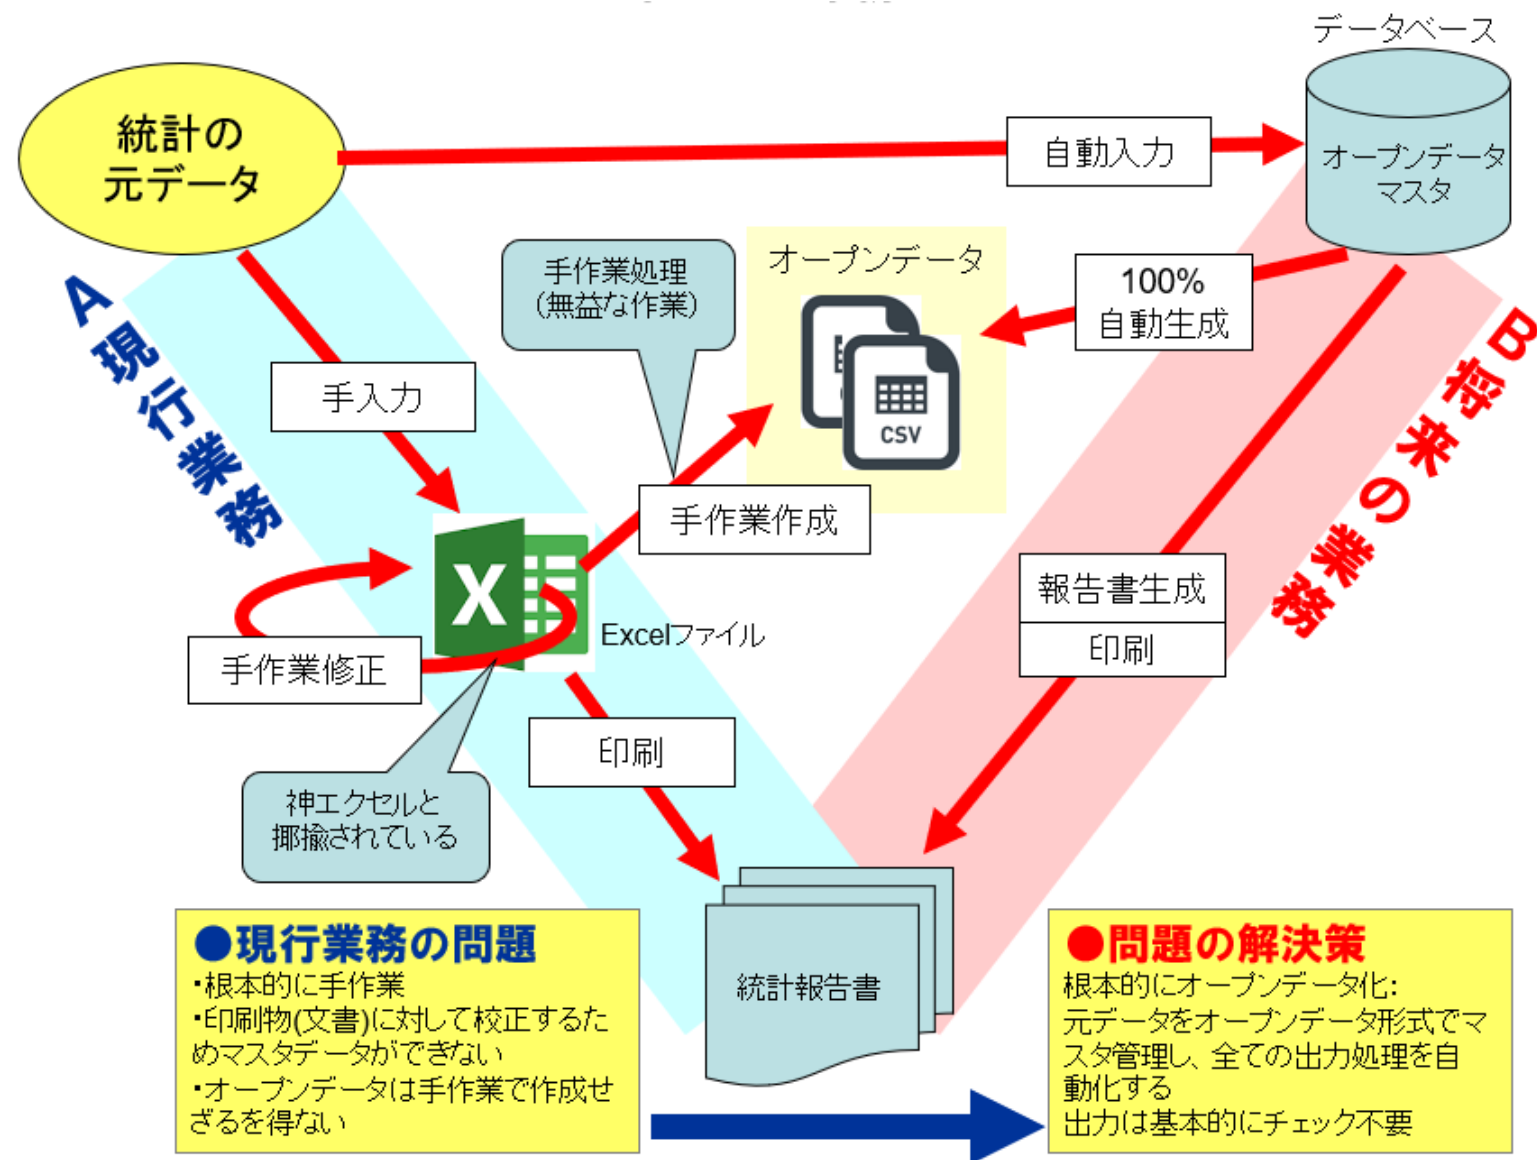 データベース
統計の
元データ
自動入力
オープンデータ
マスタ
手作業処理
(無益な作業)
オープンデータ
100%
自動生成
A現行業務
B将来の業務
手入力
CSV
手作業作成
X
Excelファイル
手作業修正
報告書生成
印刷
印刷
神エクセルと
揶揄されている
統計報告書
●現行業務の問題
・根本的に手作業
・印刷物(文書)に対して校正するた
めマスタデータができない
・オープンデータは手作業で作成せ
ざるを得ない
●問題の解決策
根本的にオープンデータ化:
元データをオープンデータ形式でマ
スタ管理し、全ての出力処理を自
動化する
出力は基本的にチェック不要